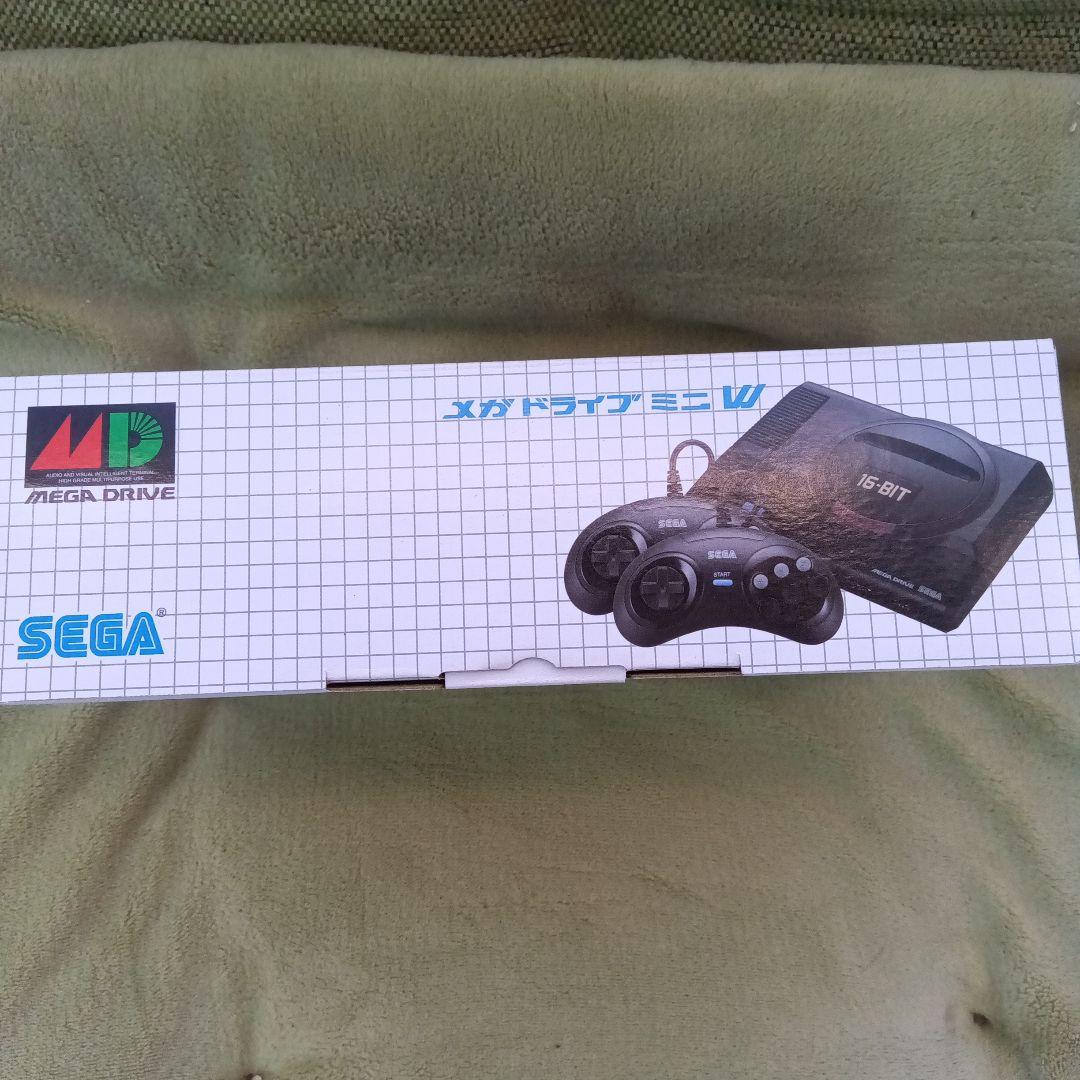 メガドライブミニW
MD
AUDIO AND VISUAL INTELLIGENT TERMINAL
HIGH GRADE MULTIPURPOSE USE
MEGA DRIVE
16-BIT
SEGA
SEGA
START
MEGA DRIVE SEGA
SEGA®